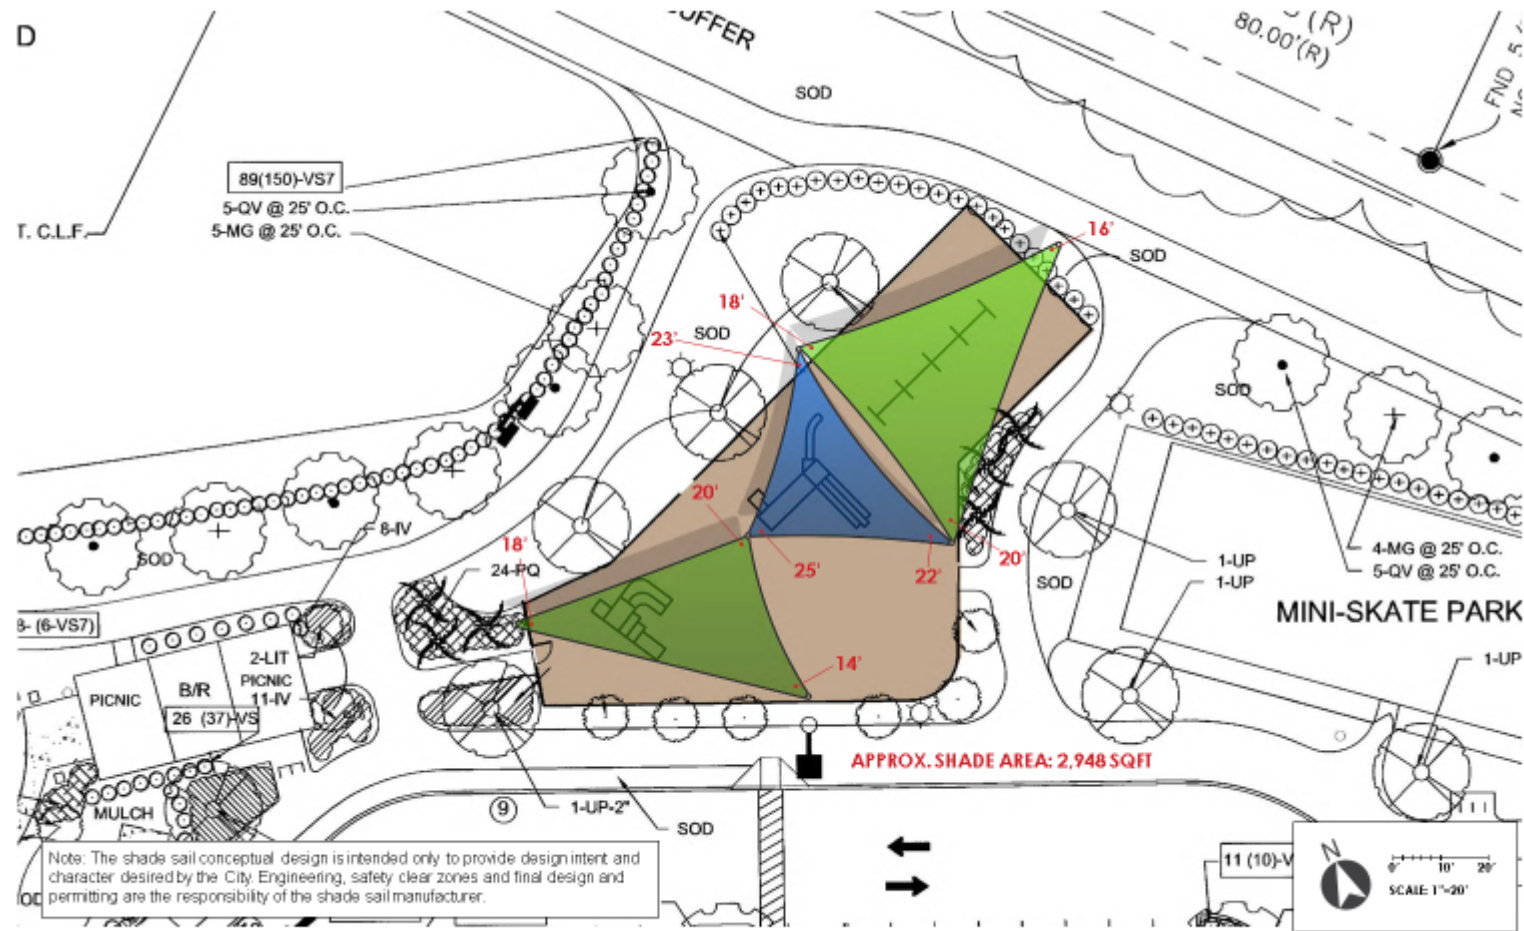 D
BUFFER
(R)
80.00'(R)
FND
SOD
89(150)-VS7
5-QV @ 25' O.C.
5-MG @ 25' O.C.
T. C.L.F.
16'
SOD
18'
SOD
23'
SOD
20'
8-IV
SOD
18'
24-PQ
25'
22'
20'
SOD
1-UP
1-UP
4-MG @ 25' O.C.
5-QV @ 25' O.C.
MINI-SKATE PARK
8- (6-VS7)
2-LIT
PICNIC
11-IV
PICNIC
B/R
26 (37)-VS
14'
1-UP
APPROX. SHADE AREA: 2,948 SQFT
MULCH
9
1-UP-2"
SOD
Note: The shade sail conceptual design is intended only to provide design intent and
character desired by the City. Engineering, safety clear zones and final design and
permitting are the responsibility of the shade sail manufacturer.
11 (10)-V
N
0' 10' 20'
SCALE: 1"=20'